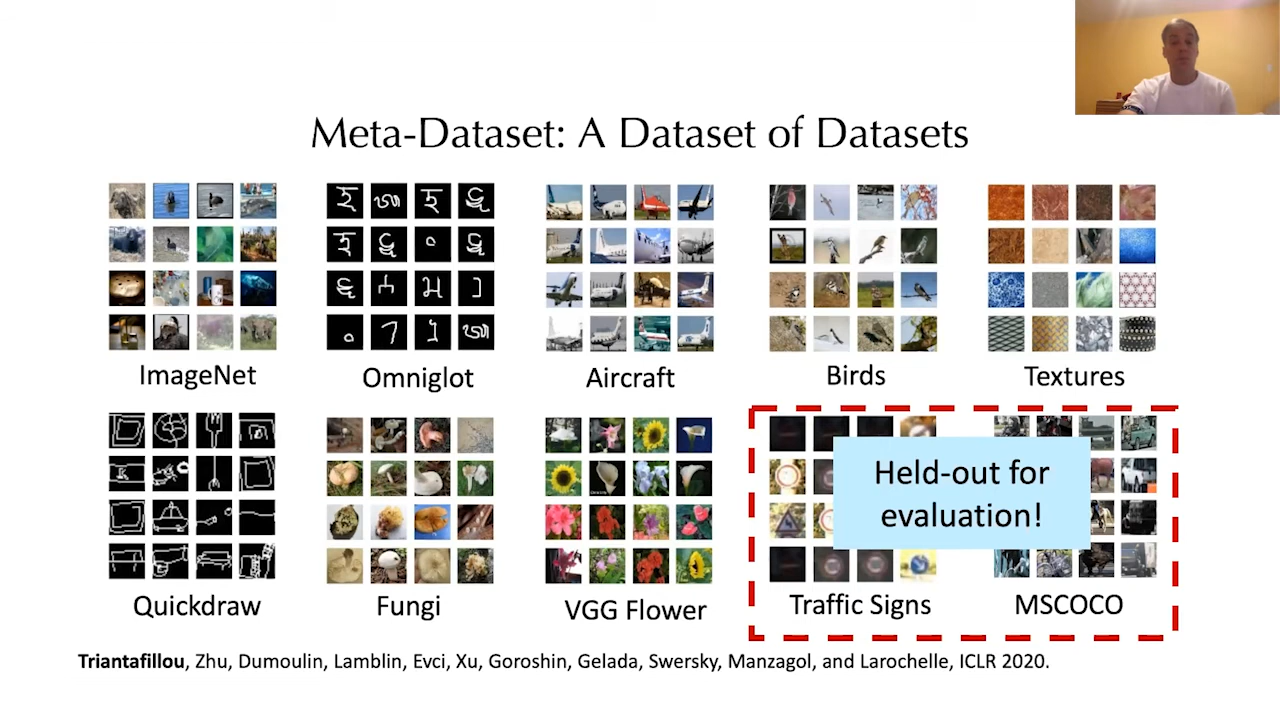 Meta-Dataset: A Dataset of Datasets
ImageNet
Omniglot
Aircraft
Birds
Textures
Held-out for
evaluation!
Quickdraw
Fungi
VGG Flower
Traffic Signs
MSCOCO
Triantafillou, Zhu, Dumoulin, Lamblin, Evci, Xu, Goroshin, Gelada, Swersky, Manzagol, and Larochelle, ICLR 2020.